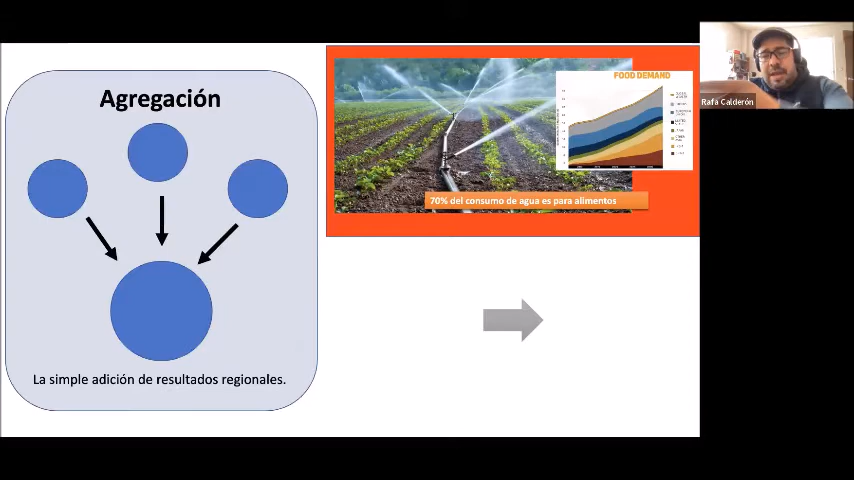 Agregación
La simple adición de resultados regionales.
FOOD DEMAND
70% del consumo de agua es para alimentos
Rafa Calderón